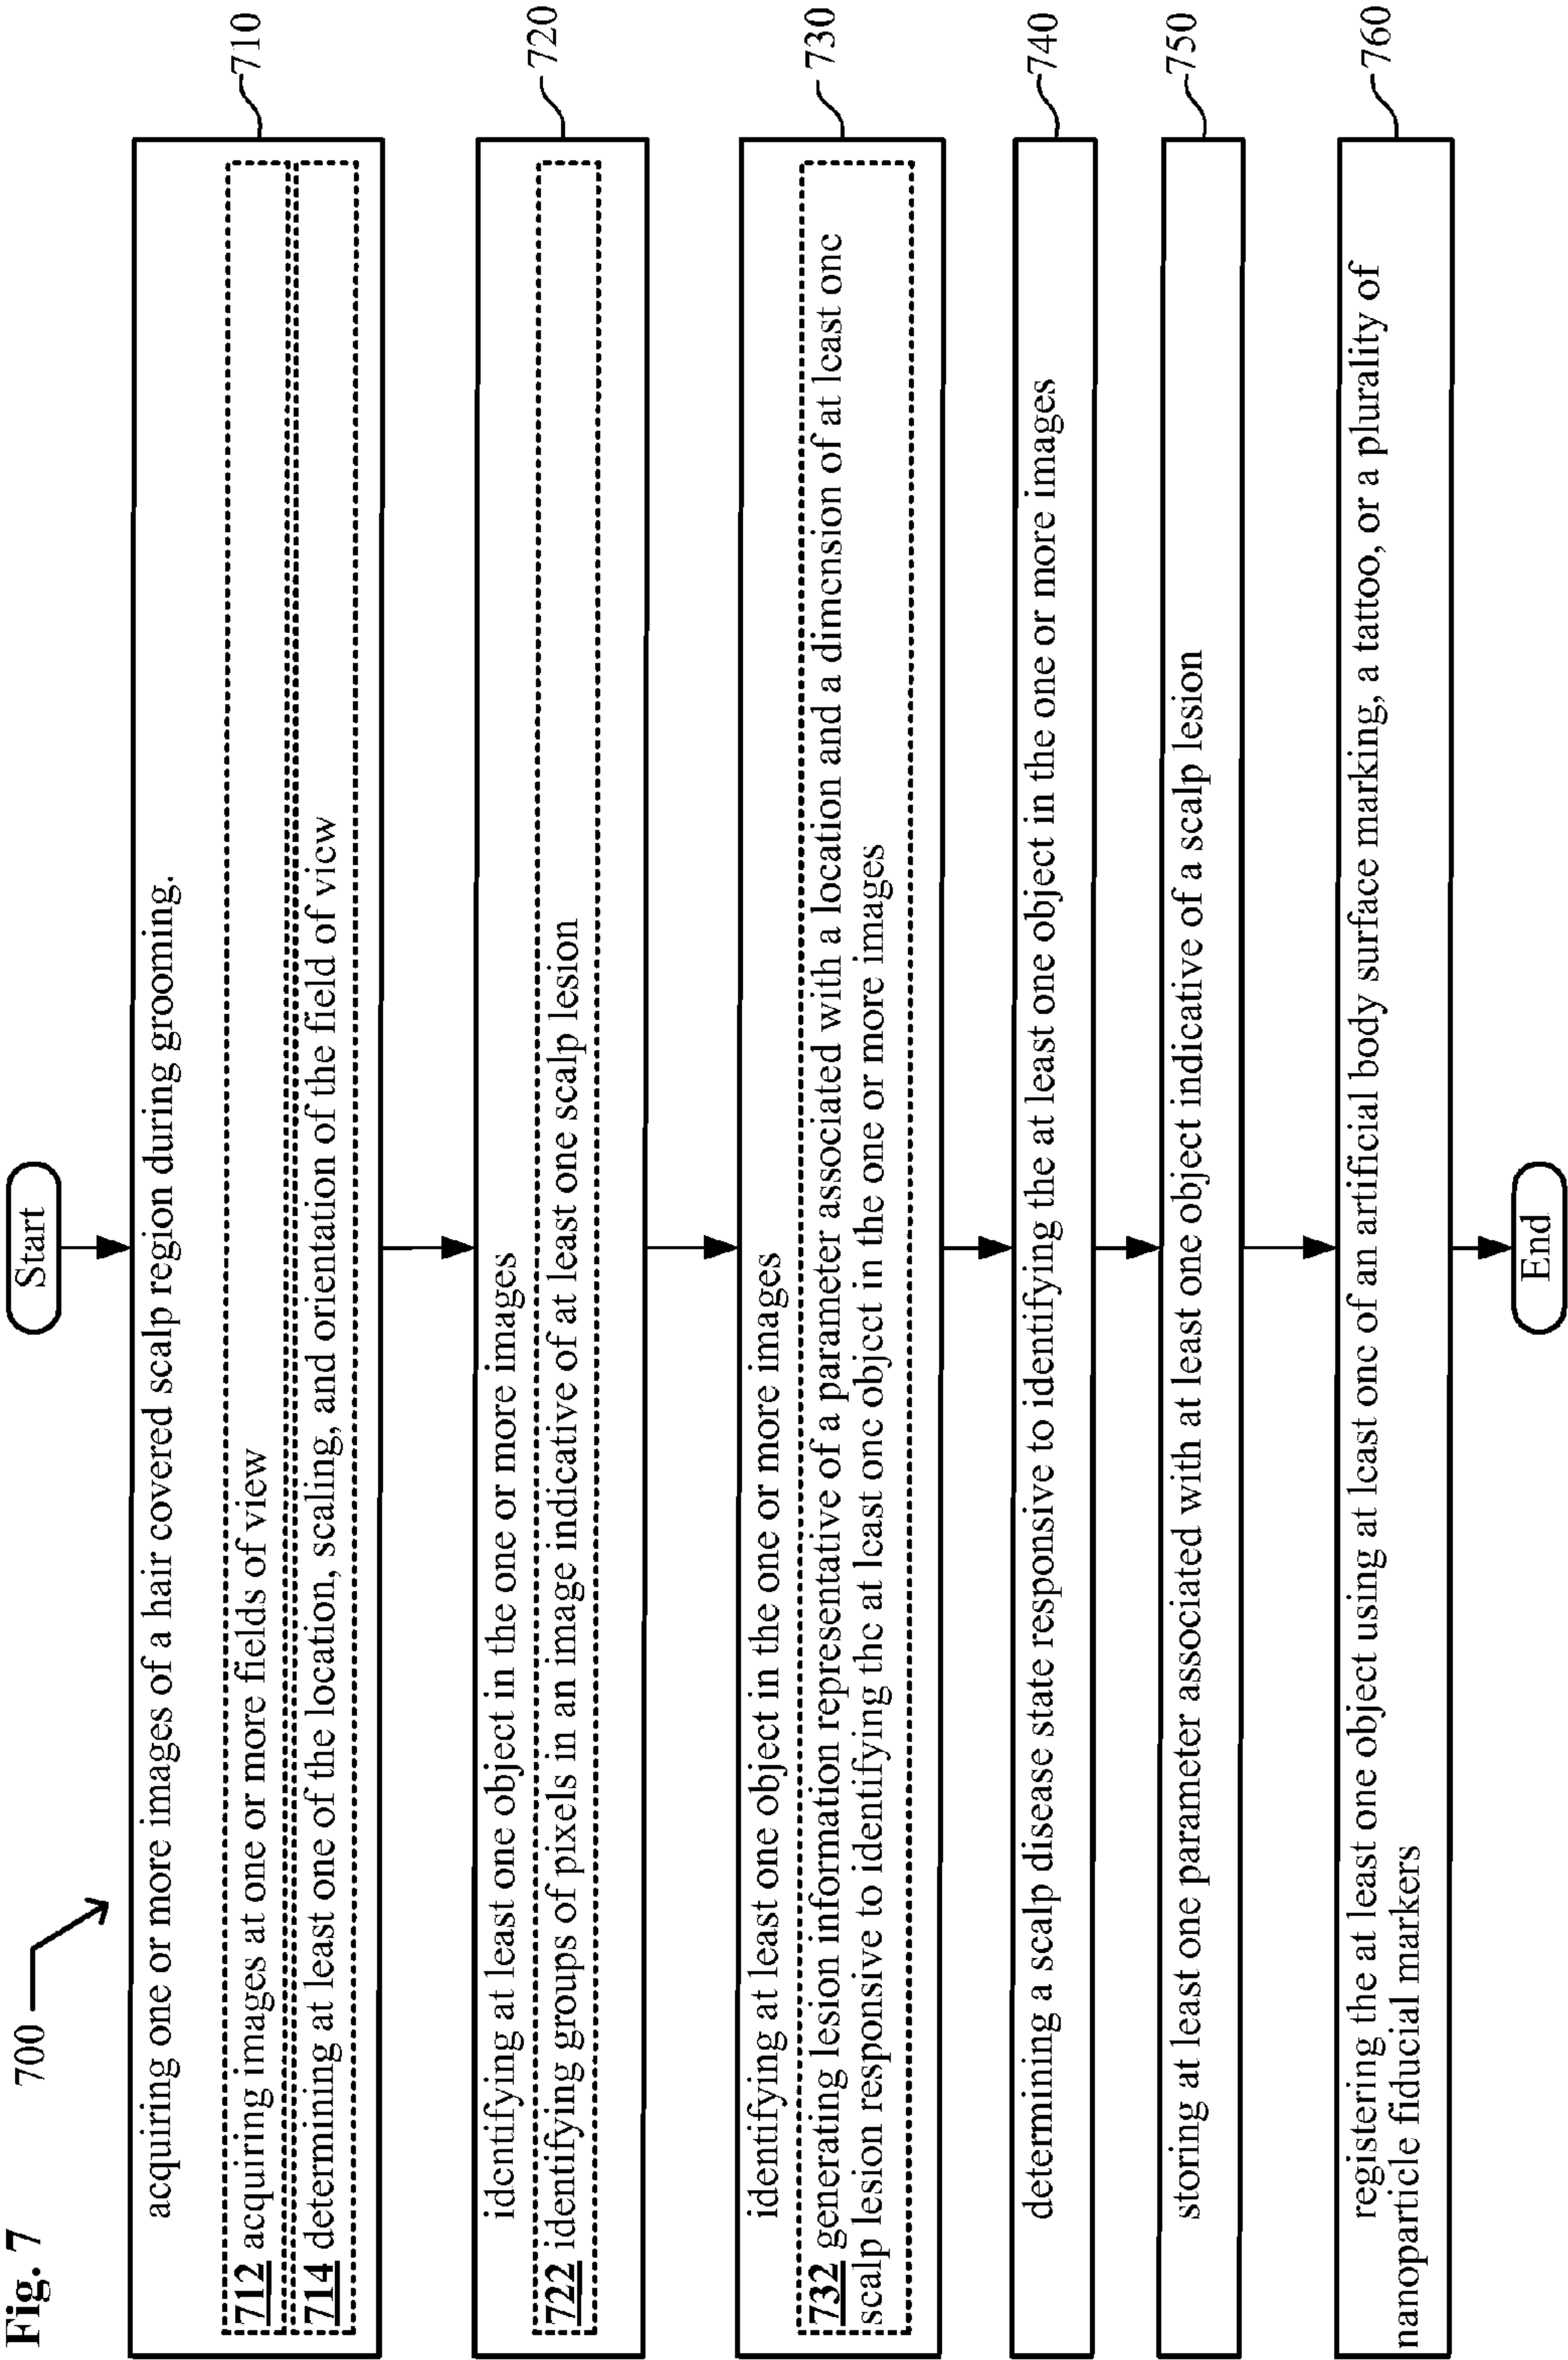 Fig. 7
700
Start
acquiring one or more images of a hair covered scalp region during grooming.
710
712 acquiring images at one or more fields of view
714 determining at least one of the location, scaling, and orientation of the field of view
identifying at least one object in the one or more images
720
722 identifying groups of pixels in an image indicative of at least one scalp lesion
identifying at least one object in the one or more images
730
732 generating lesion information representative of a parameter associated with a location and a dimension of at least one
scalp lesion responsive to identifying the at least one object in the one or more images
determining a scalp disease state responsive to identifying the at least one object in the one or more images
740
storing at least one parameter associated with at least one object indicative of a scalp lesion
750
registering the at least one object using at least one of an artificial body surface marking, a tattoo, or a plurality of
nanoparticle fiducial markers
760
End